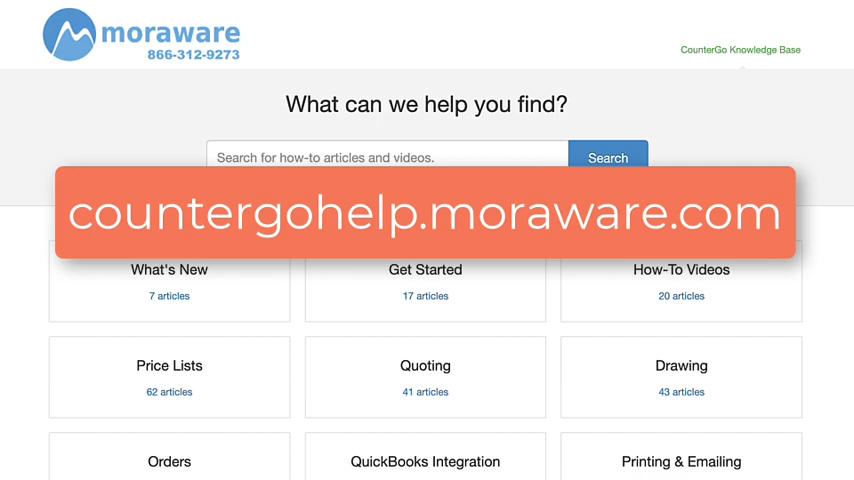 moraware
866-312-9273
CounterGo Knowledge Base
What can we help you find?
Search for how-to articles and videos.
Search
countergohelp.moraware.com
What's New
Get Started
How-To Videos
7 articles
17 articles
20 articles
Price Lists
Quoting
Drawing
62 articles
41 articles
43 articles
Orders
QuickBooks Integration
Printing & Emailing